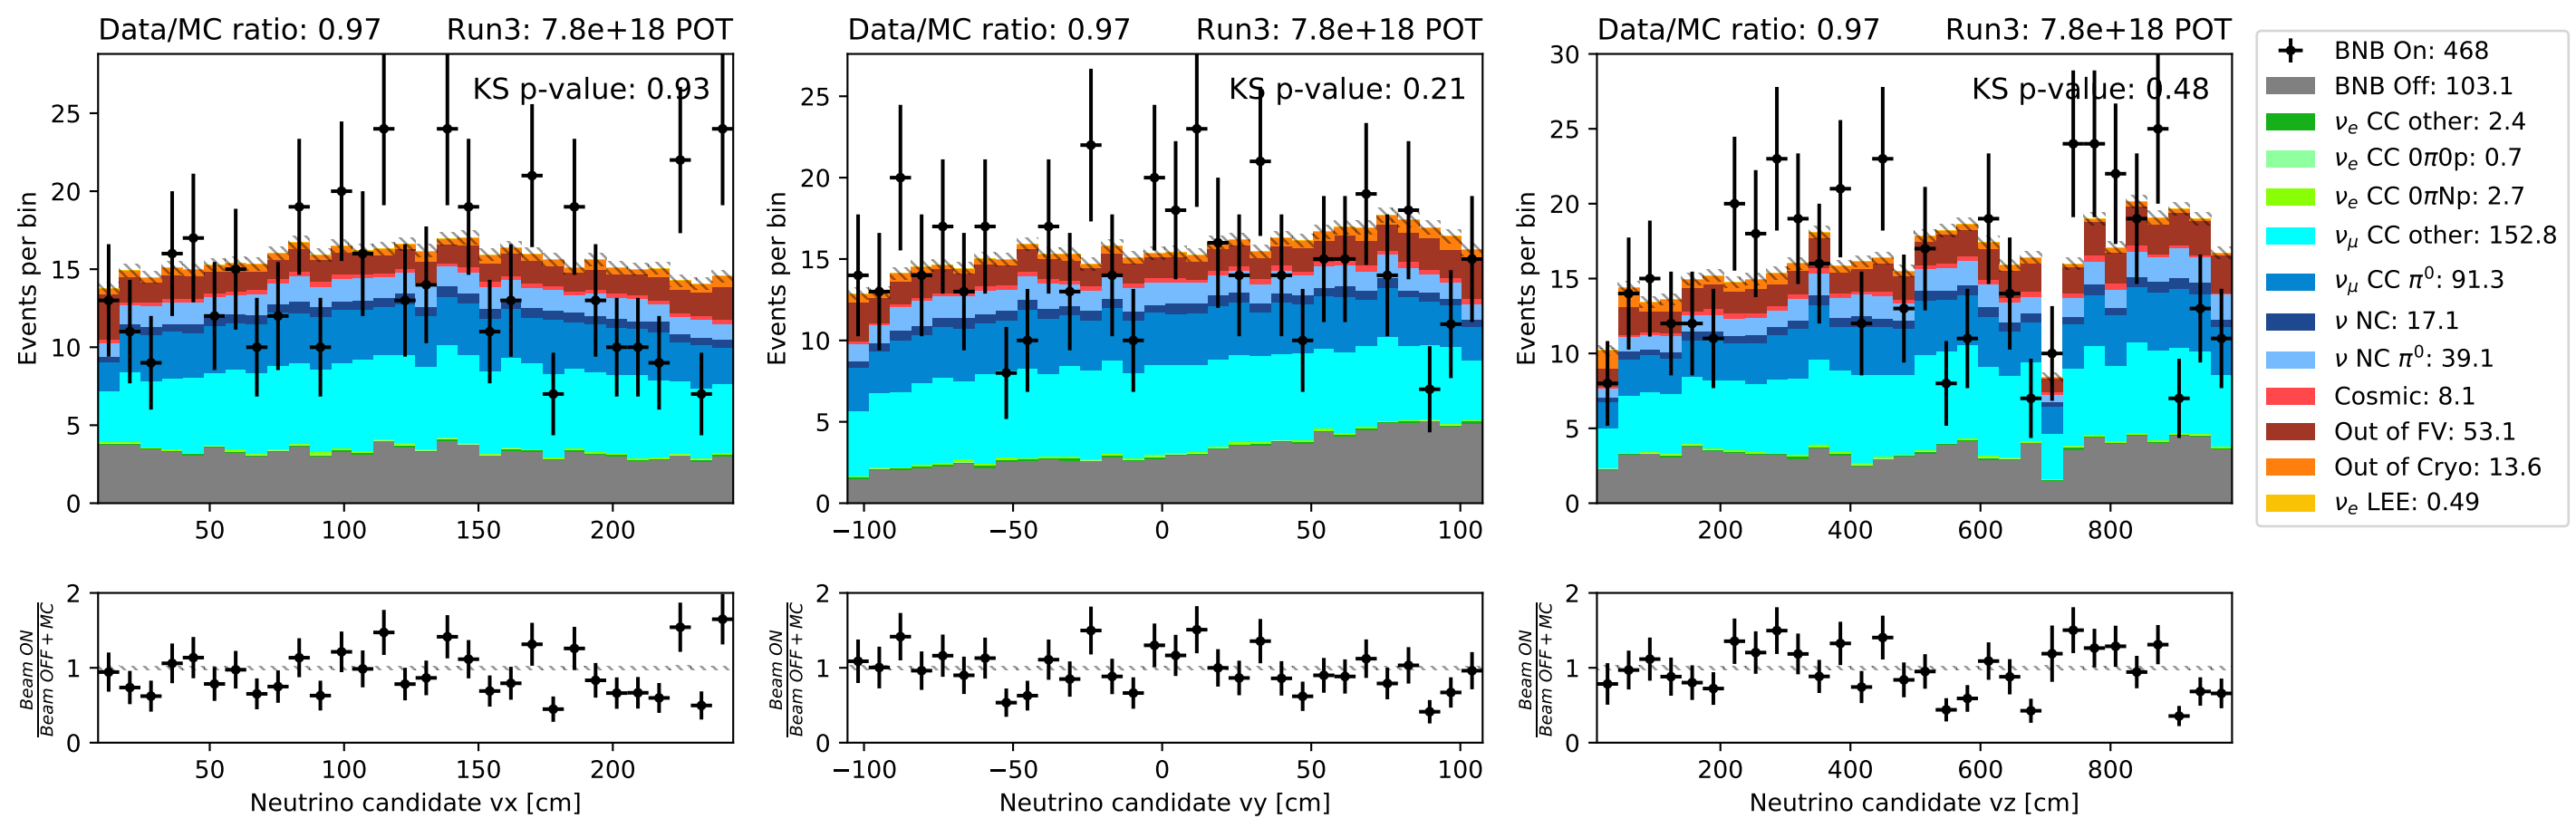 Data/MC ratio: 0.97 Run3: 7.8e+18 POT
KS p-value: 0.93
Events per bin
0
5
10
15
20
25
50 100 150 200
Beam ON
Beam OFF + MC
0
1
2
50 100 150 200
Neutrino candidate vx [cm]
Data/MC ratio: 0.97 Run3: 7.8e+18 POT
KS p-value: 0.21
Events per bin
0
5
10
15
20
25
−100 −50 0 50 100
Beam ON
Beam OFF + MC
0
1
2
−100 −50 0 50 100
Neutrino candidate vy [cm]
Data/MC ratio: 0.97 Run3: 7.8e+18 POT
KS p-value: 0.48
Events per bin
0
5
10
15
20
25
30
200 400 600 800
Beam ON
Beam OFF + MC
0
1
2
200 400 600 800
Neutrino candidate vz [cm]
BNB On: 468
BNB Off: 103.1
νe CC other: 2.4
νe CC 0π0p: 0.7
νe CC 0πNp: 2.7
νμ CC other: 152.8
νμ CC π⁰: 91.3
ν NC: 17.1
ν NC π⁰: 39.1
Cosmic: 8.1
Out of FV: 53.1
Out of Cryo: 13.6
νe LEE: 0.49